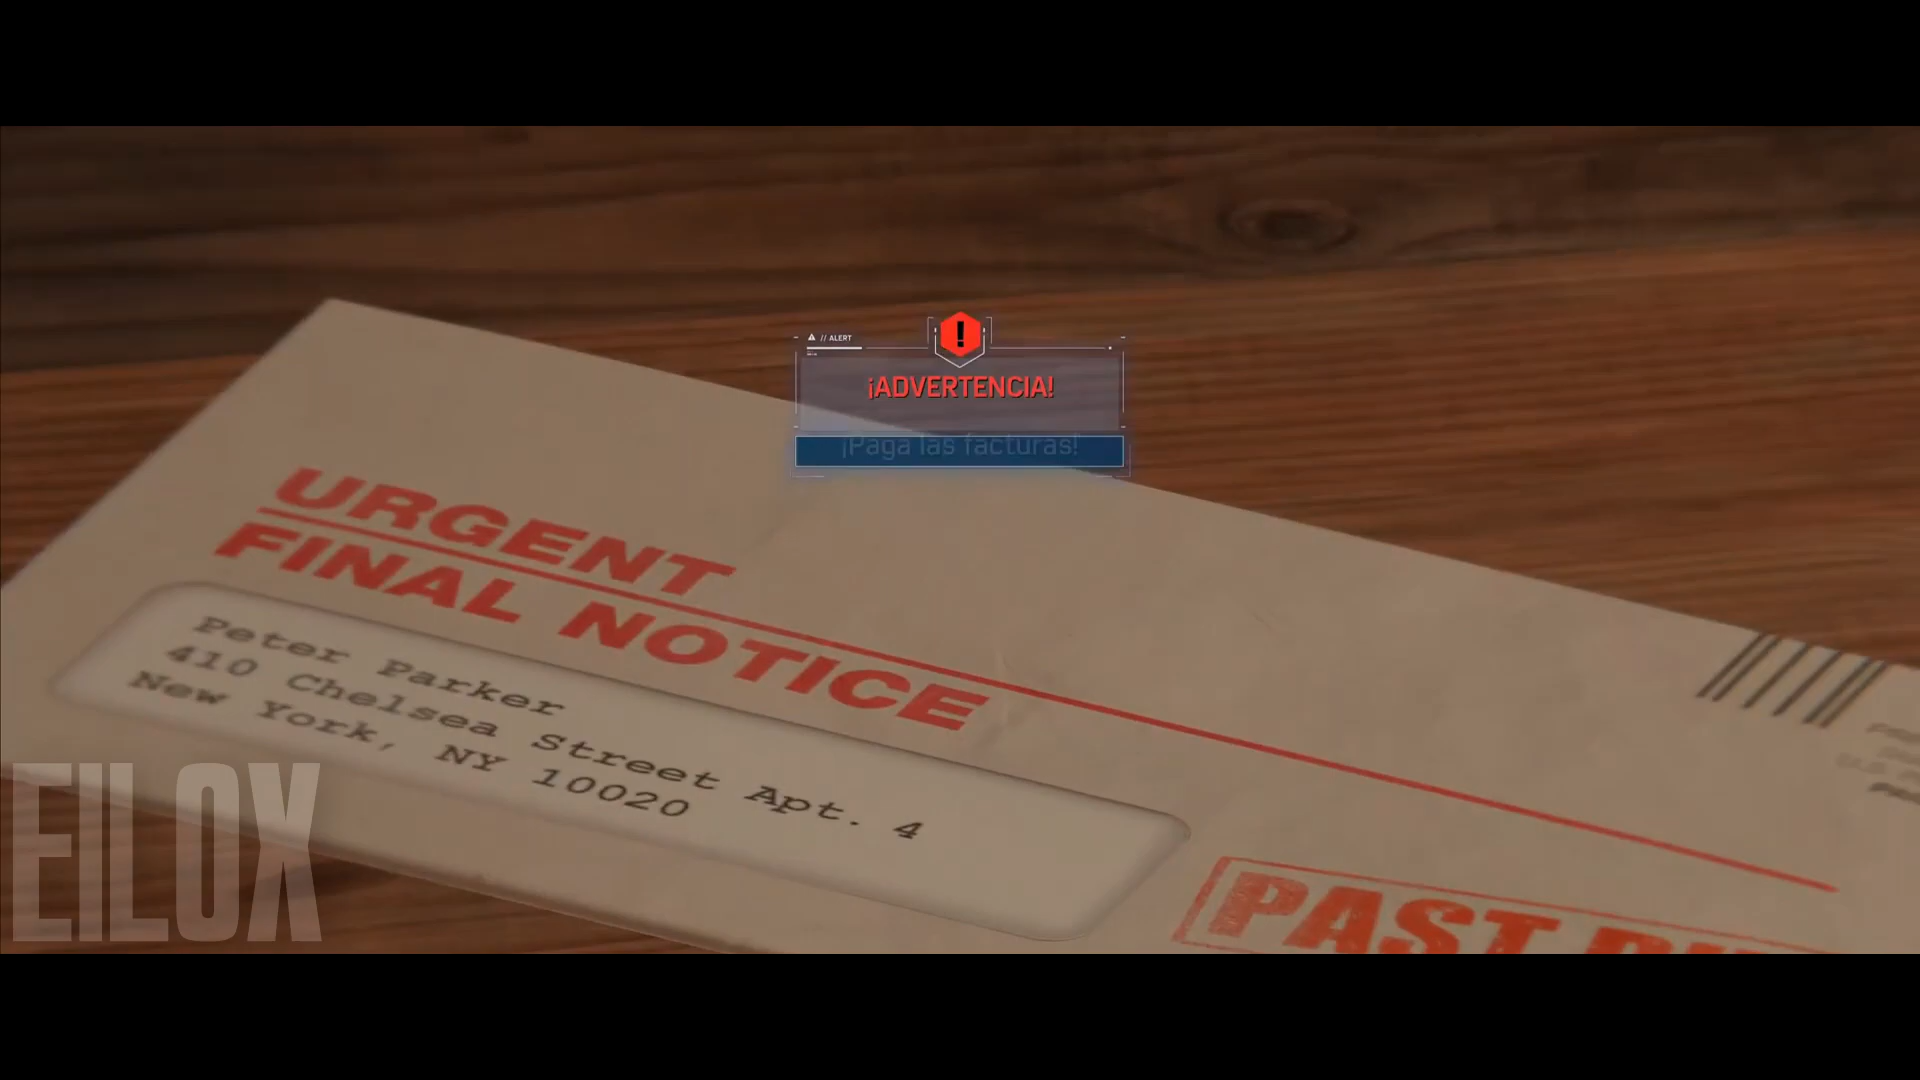 // ALERT
¡ADVERTENCIA!
¡Paga las facturas!
URGENT
FINAL NOTICE
Peter Parker
410 Chelsea Street Apt. 4
New York, NY 10020
PAST
EILOX